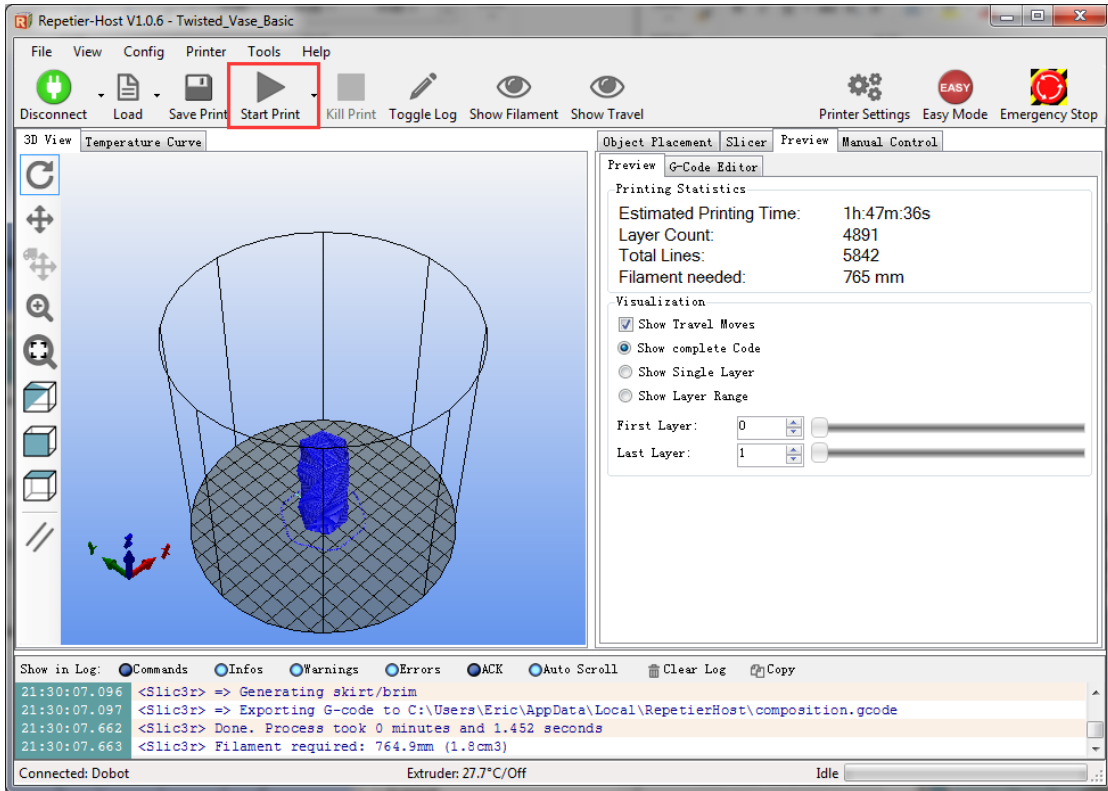 Repetier-Host V1.0.6 - Twisted_Vase_Basic
File View Config Printer Tools Help
Disconnect Load Save Print Start Print Kill Print Toggle Log Show Filament Show Travel Printer Settings Easy Mode Emergency Stop
EASY
3D View Temperature Curve
Object Placement Slicer Preview Manual Control
Preview G-Code Editor
Printing Statistics
Estimated Printing Time: 1h:47m:36s
Layer Count: 4891
Total Lines: 5842
Filament needed: 765 mm
Visualization
Show Travel Moves
Show complete Code
Show Single Layer
Show Layer Range
First Layer: 0
Last Layer: 1
Show in Log: Commands Infos Warnings Errors ACK Auto Scroll Clear Log Copy
21:30:07.096 <Slic3r> => Generating skirt/brim
21:30:07.097 <Slic3r> => Exporting G-code to C:\Users\Eric\AppData\Local\RepetierHost\composition.gcode
21:30:07.662 <Slic3r> Done. Process took 0 minutes and 1.452 seconds
21:30:07.663 <Slic3r> Filament required: 764.9mm (1.8cm3)
Connected: Dobot Extruder: 27.7°C/Off Idle